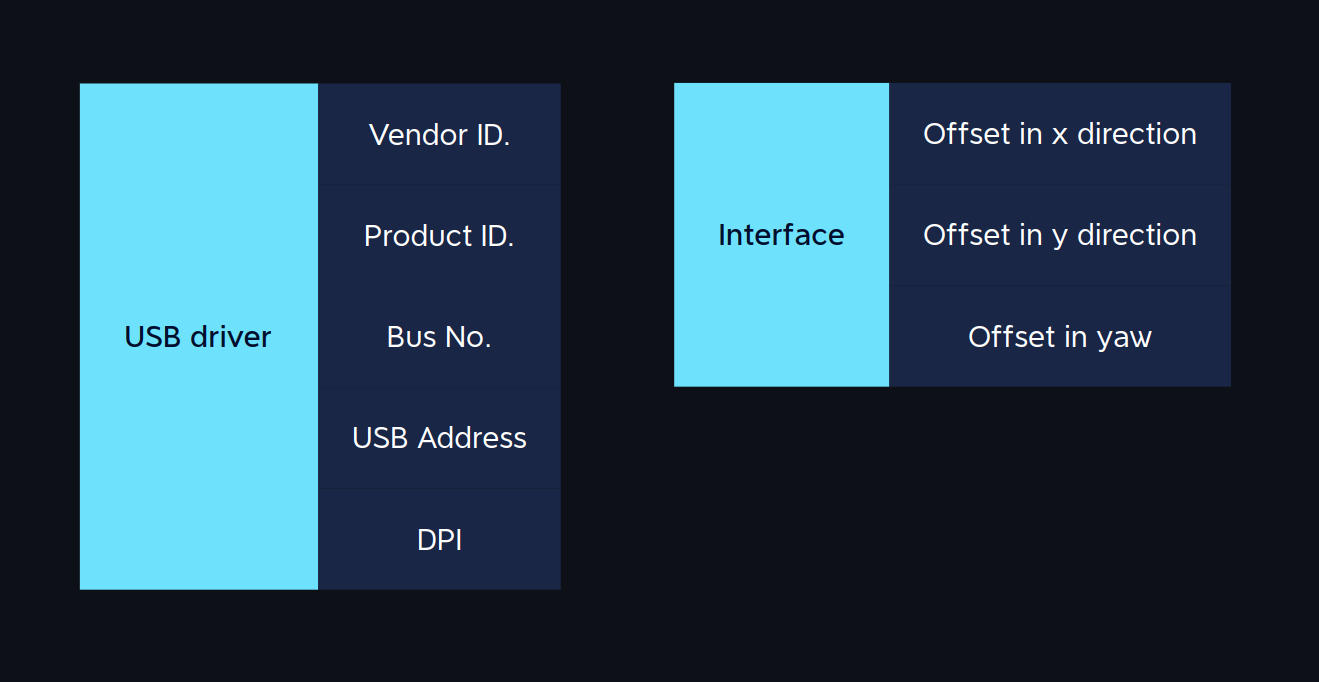 USB driver
Vendor ID.
Product ID.
Bus No.
USB Address
DPI
Interface
Offset in x direction
Offset in y direction
Offset in yaw